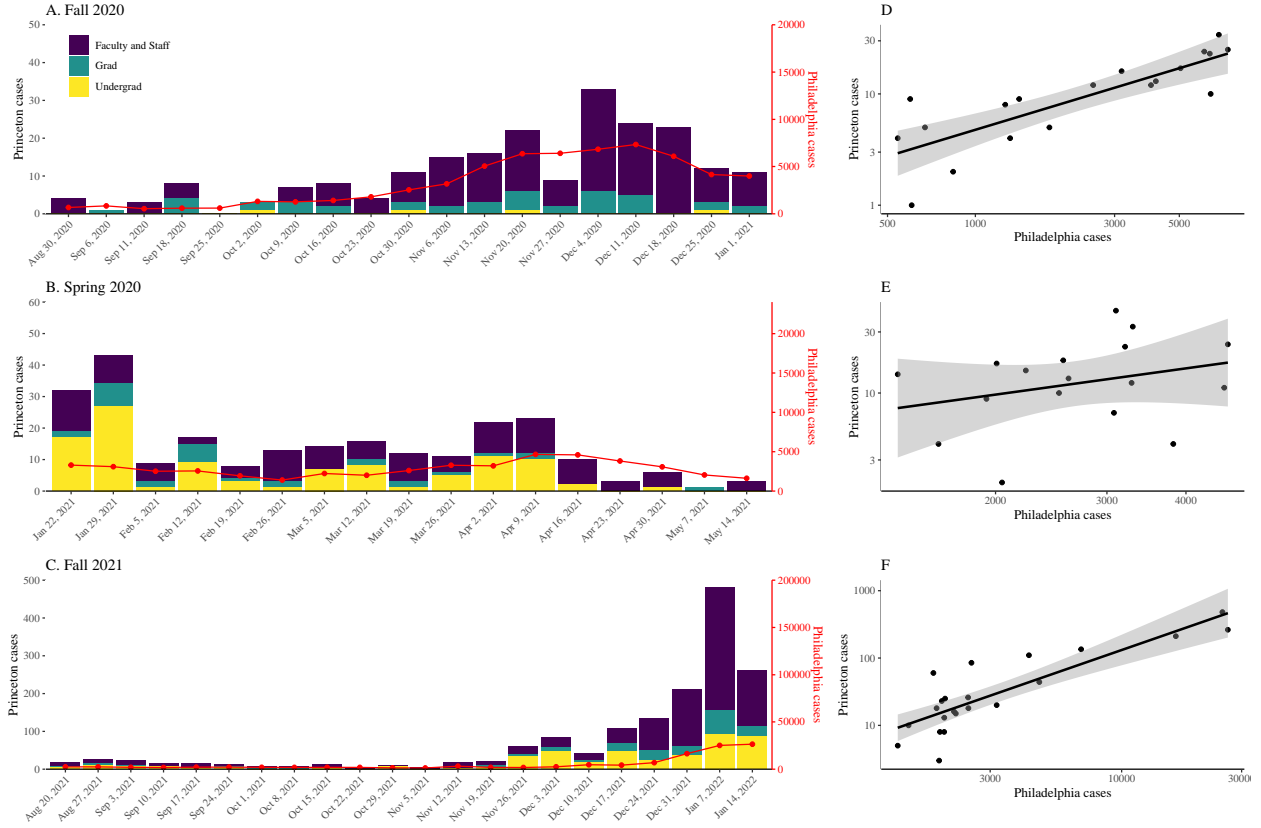 A. Fall 2020
50
40
30
20
10
0
Princeton cases
Faculty and Staff
Grad
Undergrad
20000
15000
10000
5000
0
Philadelphia cases
Aug 30, 2020
Sep 6, 2020
Sep 11, 2020
Sep 18, 2020
Sep 25, 2020
Oct 2, 2020
Oct 9, 2020
Oct 16, 2020
Oct 23, 2020
Oct 30, 2020
Nov 6, 2020
Nov 13, 2020
Nov 20, 2020
Nov 27, 2020
Dec 4, 2020
Dec 11, 2020
Dec 18, 2020
Dec 25, 2020
Jan 1, 2021
D
30
10
3
1
Princeton cases
500
1000
3000
5000
Philadelphia cases
B. Spring 2020
60
50
40
30
20
10
0
Princeton cases
20000
15000
10000
5000
0
Philadelphia cases
Jan 22, 2021
Jan 29, 2021
Feb 5, 2021
Feb 12, 2021
Feb 19, 2021
Feb 26, 2021
Mar 5, 2021
Mar 12, 2021
Mar 19, 2021
Mar 26, 2021
Apr 2, 2021
Apr 9, 2021
Apr 16, 2021
Apr 23, 2021
Apr 30, 2021
May 7, 2021
May 14, 2021
E
30
10
3
Princeton cases
2000
3000
4000
Philadelphia cases
C. Fall 2021
500
400
300
200
100
0
Princeton cases
200000
150000
100000
50000
0
Philadelphia cases
Aug 20, 2021
Aug 27, 2021
Sep 3, 2021
Sep 10, 2021
Sep 17, 2021
Sep 24, 2021
Oct 1, 2021
Oct 8, 2021
Oct 15, 2021
Oct 22, 2021
Oct 29, 2021
Nov 5, 2021
Nov 12, 2021
Nov 19, 2021
Nov 26, 2021
Dec 3, 2021
Dec 10, 2021
Dec 17, 2021
Dec 24, 2021
Dec 31, 2021
Jan 7, 2022
Jan 14, 2022
F
1000
100
10
Princeton cases
3000
10000
30000
Philadelphia cases